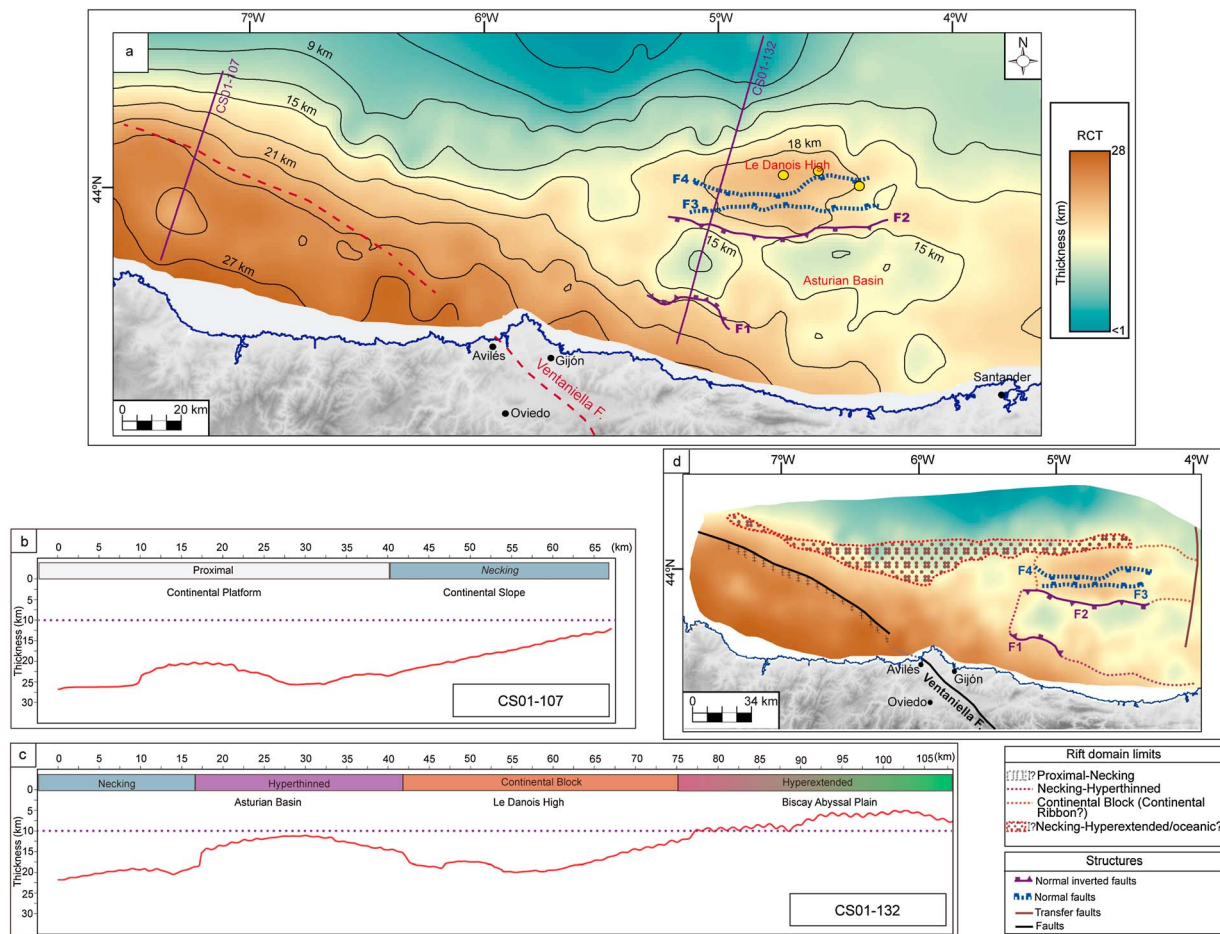 7ºW 6ºW 5ºW 4ºW
a
N
9 km
15 km
21 km
27 km
CS01-107
CS01-132
18 km
Le Danois High
F4
F3
F2
15 km
15 km
Asturian Basin
F1
44ºN
Avilés
Gijón
Ventaniella F.
Oviedo
Santander
0 20 km
RCT
Thickness (km)
28
<1
b
0 5 10 15 20 25 30 35 40 45 50 55 60 65 (km)
Proximal Necking
Continental Platform Continental Slope
Thickness (km)
0
10
15
20
25
30
CS01-107
c
0 5 10 15 20 25 30 35 40 45 50 55 60 65 70 75 80 85 90 95 100 105(km)
Necking Hyperthinned Continental Block Hyperextended
Asturian Basin Le Danois High Biscay Abyssal Plain
Thickness (km)
0
5
10
15
20
25
30
CS01-132
d
7ºW 6ºW 5ºW 4ºW
44ºN
F4
F3
F2
F1
Avilés
Gijón
Oviedo
Ventaniella F.
0 34 km
Rift domain limits
? Proximal-Necking
Necking-Hyperthinned
Continental Block (Continental
Ribbon?)
?Necking-Hyperextended/oceanic?
Structures
Normal inverted faults
Normal faults
Transfer faults
Faults